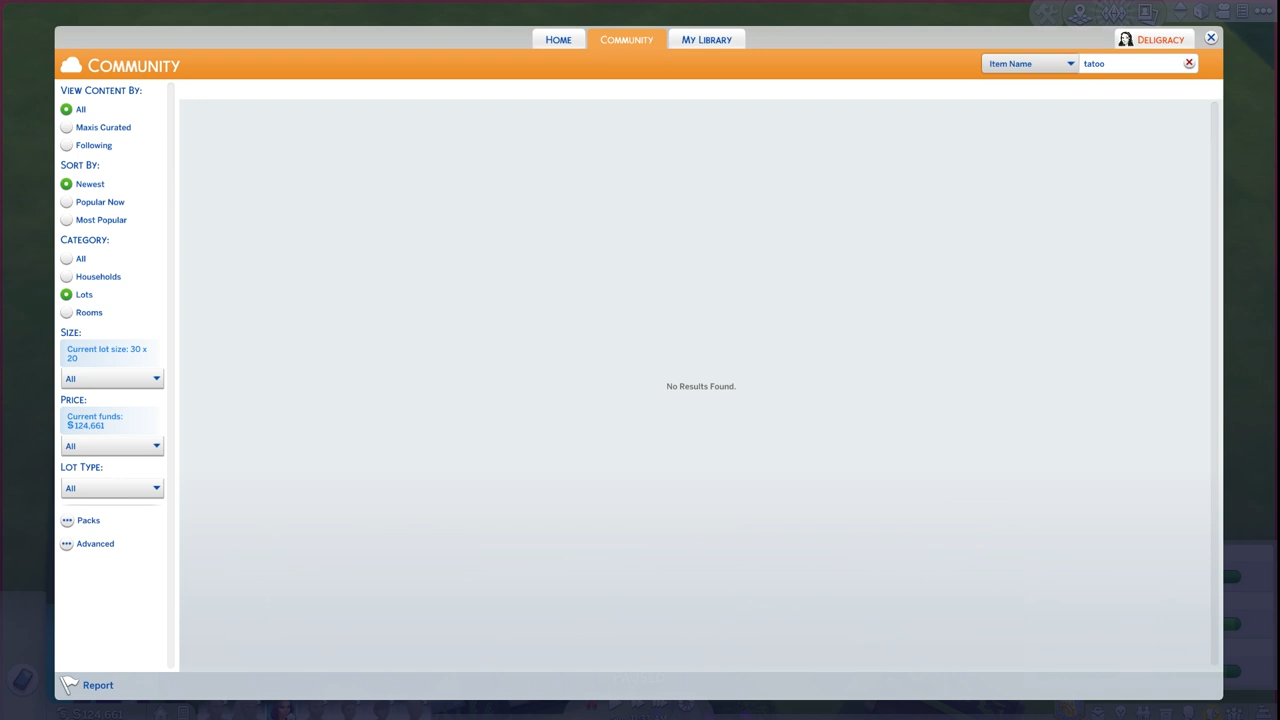 HOME
COMMUNITY
MY LIBRARY
DELIGRACY
COMMUNITY
Item Name
tatoo
VIEW CONTENT BY:
All
Maxis Curated
Following
SORT BY:
Newest
Popular Now
Most Popular
CATEGORY:
All
Households
Lots
Rooms
SIZE:
Current lot size: 30 x
20
All
PRICE:
Current funds:
§124,661
All
LOT TYPE:
All
Packs
Advanced
No Results Found.
Report
§124,661